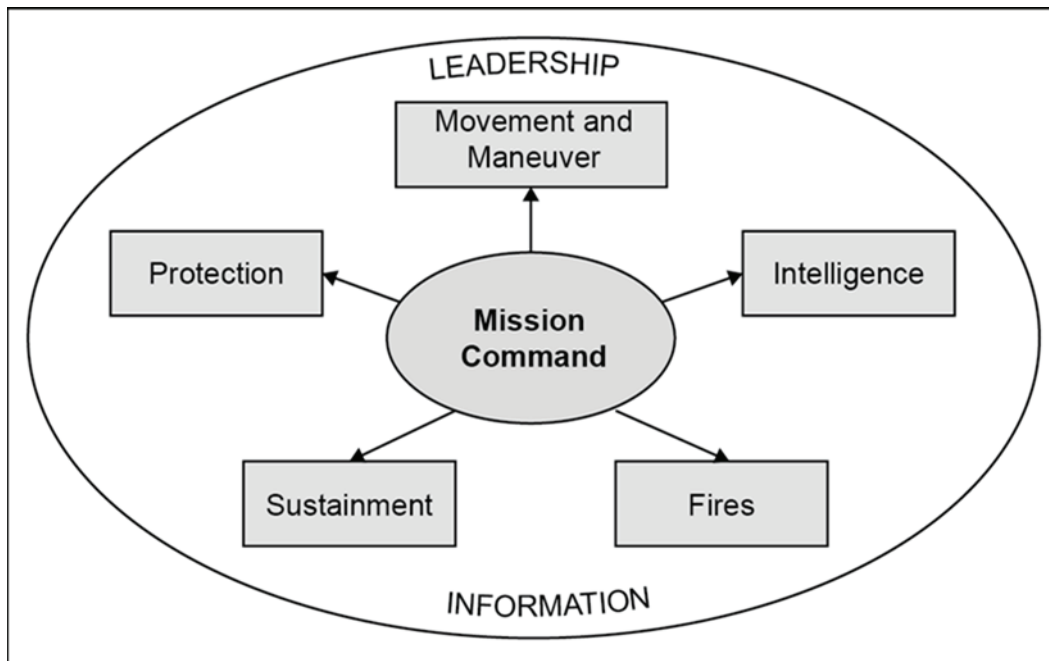 LEADERSHIP
Movement and
Maneuver
Protection
Intelligence
Mission
Command
Sustainment
Fires
INFORMATION